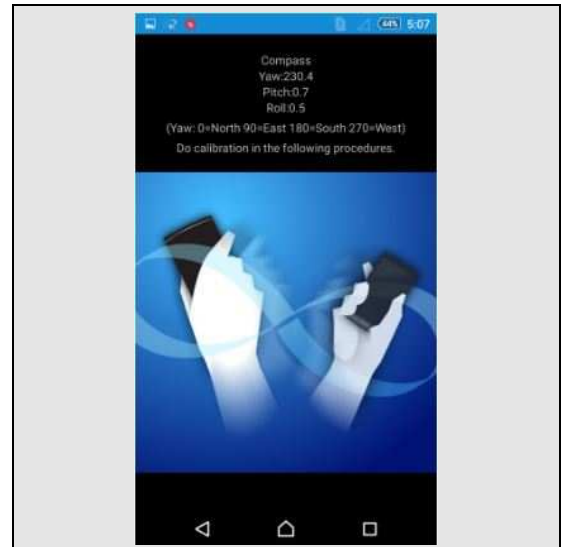 44% 5:07
Compass
Yaw:230.4
Pitch:0.7
Roll:0.5
(Yaw: 0=North 90=East 180=South 270=West)
Do calibration in the following procedures.